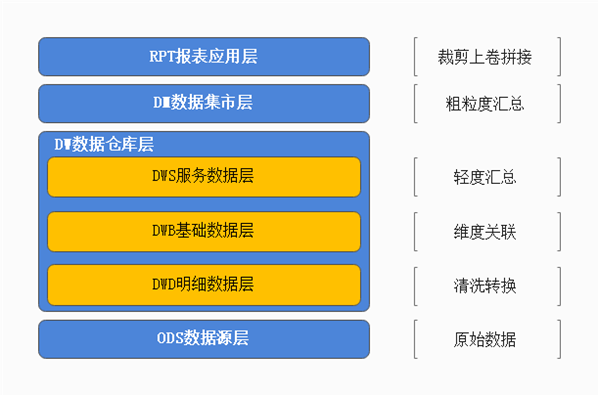 RPT报表应用层
裁剪上卷拼接
DM数据集市层
粗粒度汇总
DW数据仓库层
DWS服务数据层
轻度汇总
DWB基础数据层
维度关联
DWD明细数据层
清洗转换
ODS数据源层
原始数据